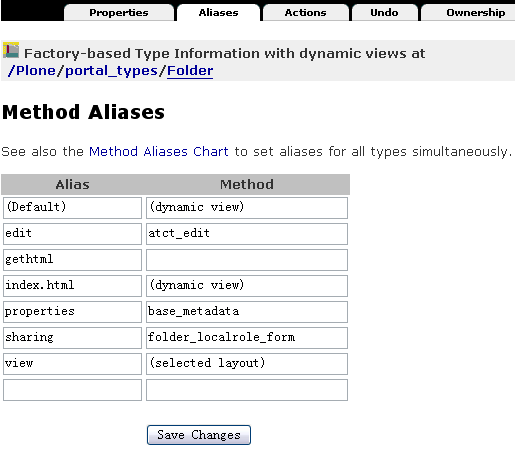 Properties Aliases Actions Undo Ownership
Factory-based Type Information with dynamic views at
/Plone/portal_types/Folder
Method Aliases
See also the Method Aliases Chart to set aliases for all types simultaneously.
Alias Method
(Default) (dynamic view)
edit atct_edit
gethtml
index.html (dynamic view)
properties base_metadata
sharing folder_localrole_form
view (selected layout)
Save Changes